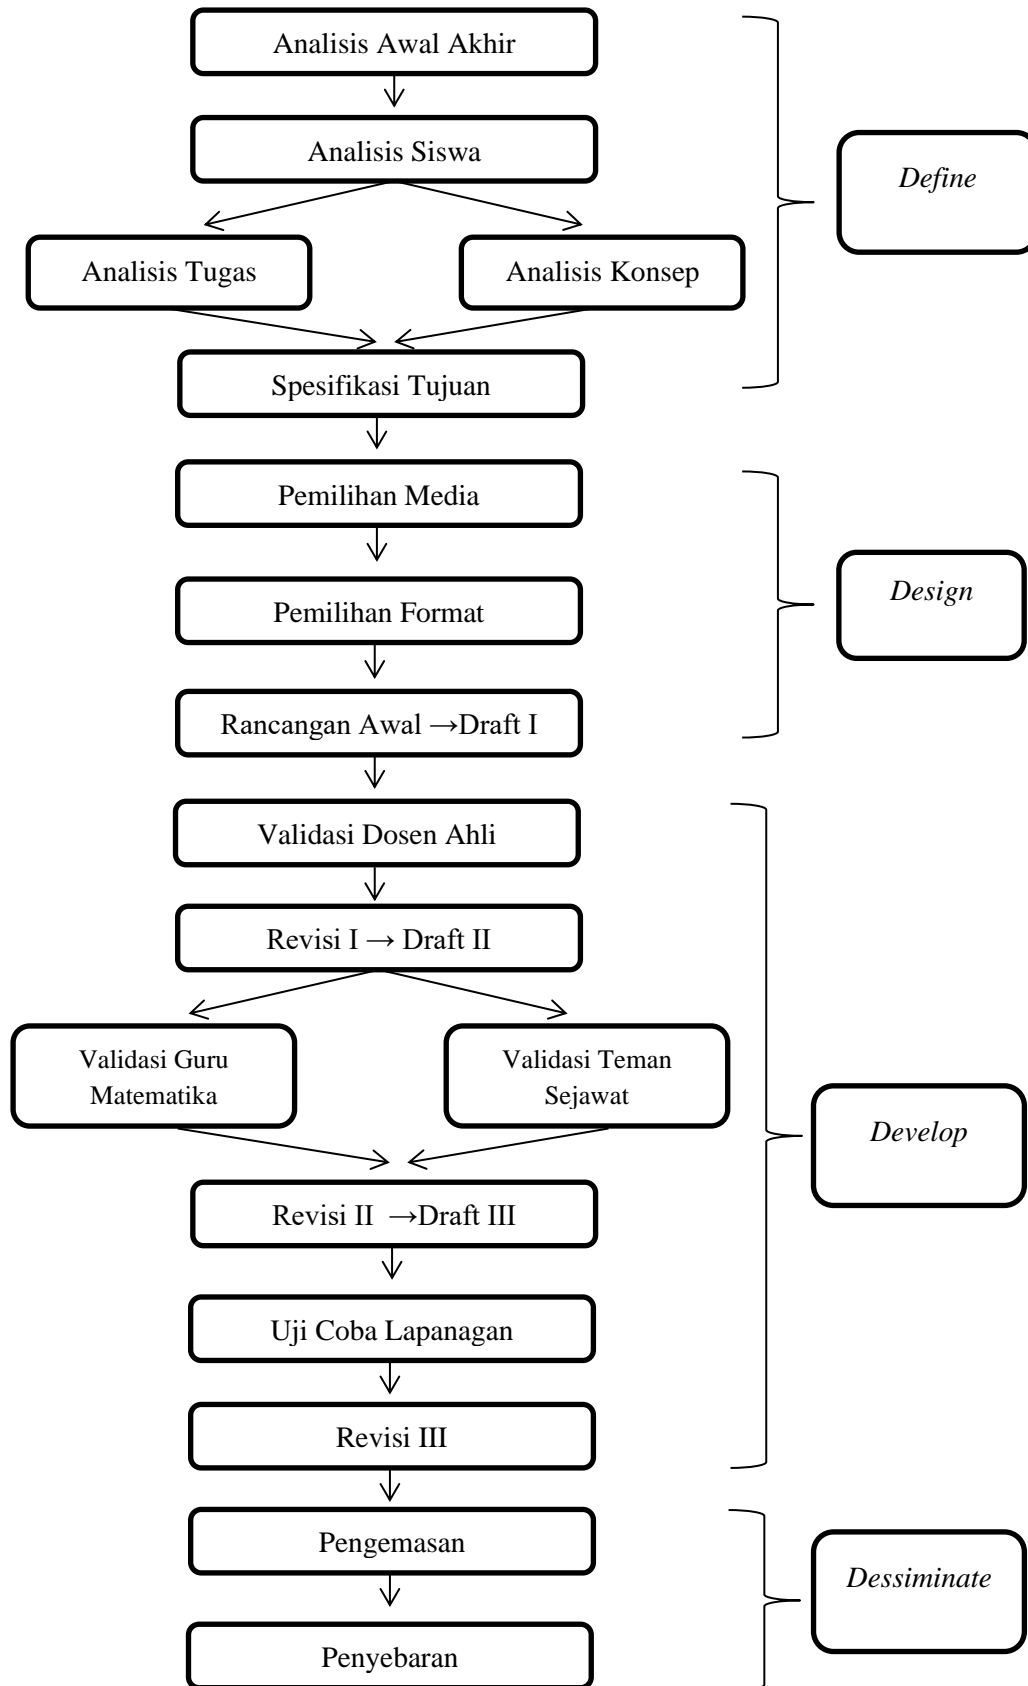 Analisis Awal Akhir
Analisis Siswa
Define
Analisis Tugas
Analisis Konsep
Spesifikasi Tujuan
Pemilihan Media
Design
Pemilihan Format
Rancangan Awal →Draft I
Validasi Dosen Ahli
Revisi I → Draft II
Validasi Guru
Matematika
Validasi Teman
Sejawat
Develop
Revisi II →Draft III
Uji Coba Lapanagan
Revisi III
Pengemasan
Dessiminate
Penyebaran